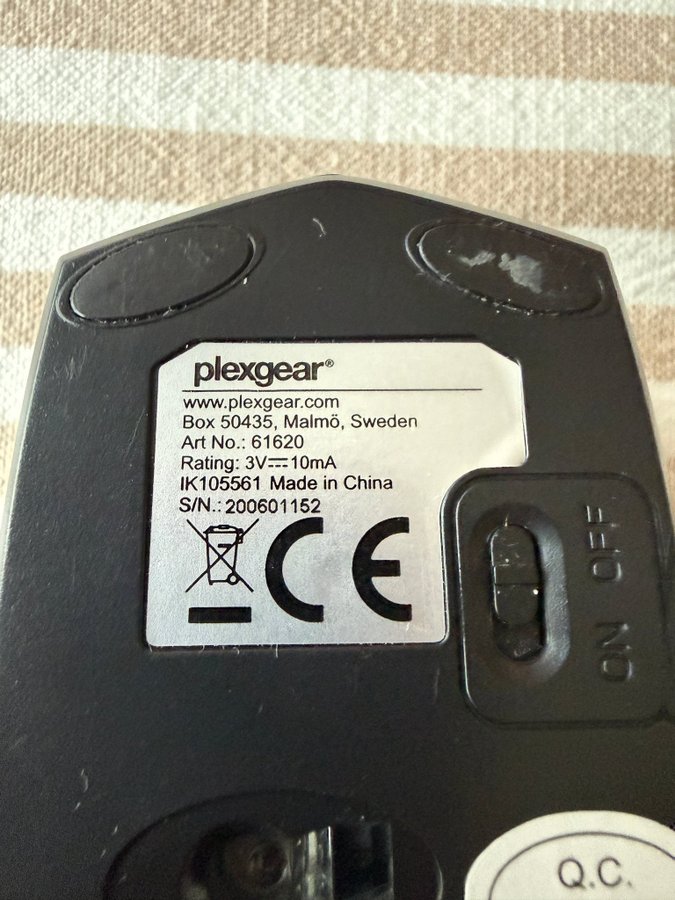 plexgear®
www.plexgear.com
Box 50435, Malmö, Sweden
Art No.: 61620
Rating: 3V⎓10mA
IK105561 Made in China
S/N.: 200601152
CE
OFF
ON
Q.C.